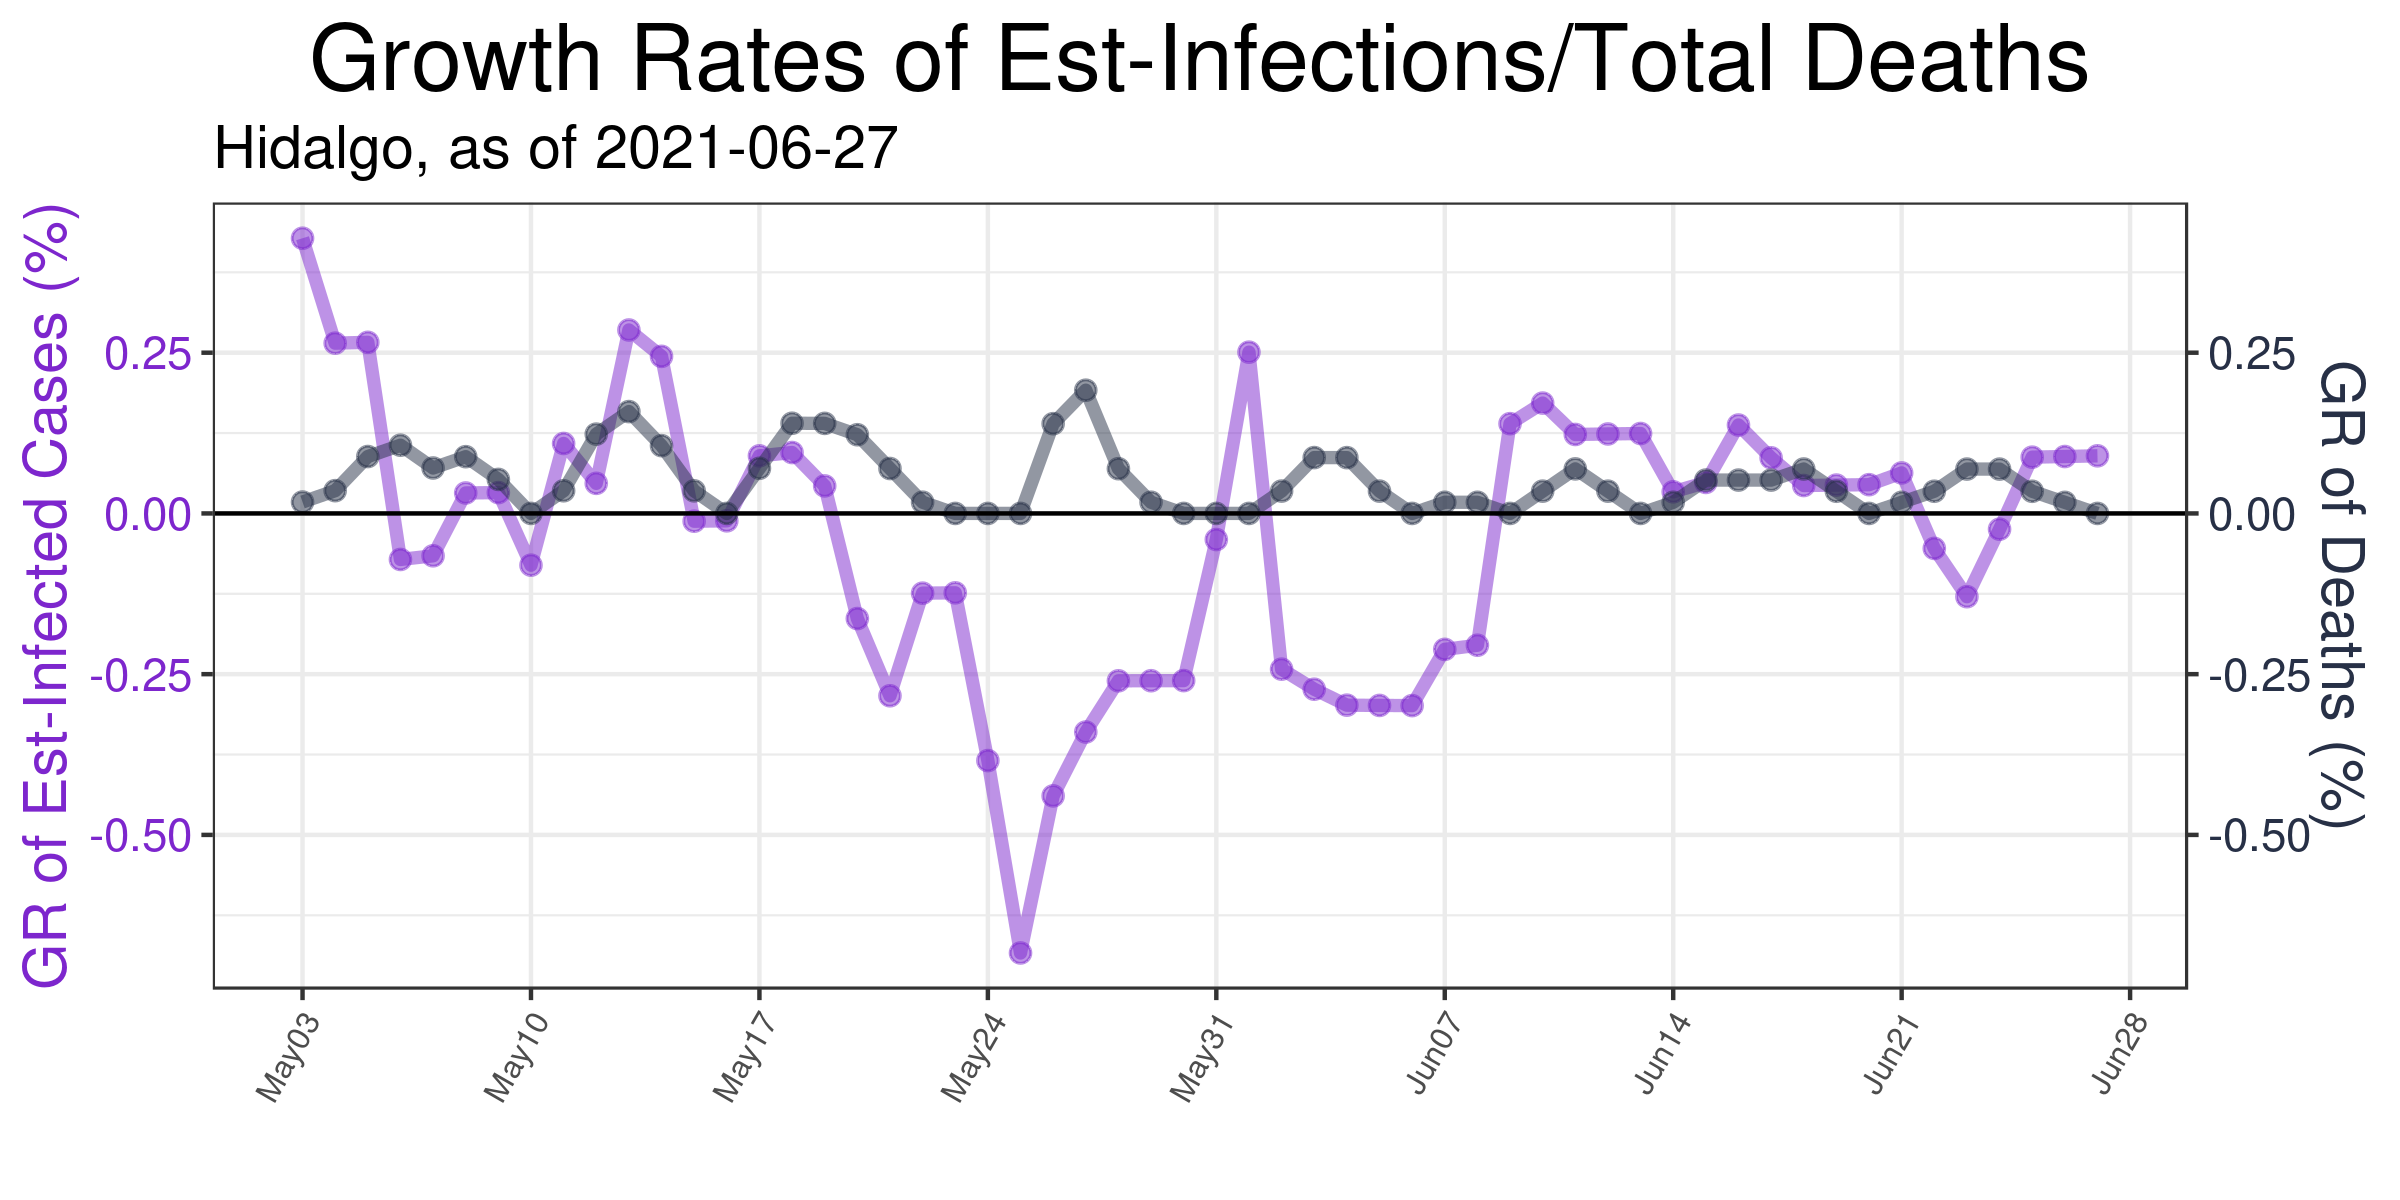 Growth Rates of Est-Infections/Total Deaths
Hidalgo, as of 2021-06-27
GR of Est-Infected Cases (%)
0.25
0.00
-0.25
-0.50
0.25
0.00
-0.25
-0.50
GR of Deaths (%)
May03
May10
May17
May24
May31
Jun07
Jun14
Jun21
Jun28